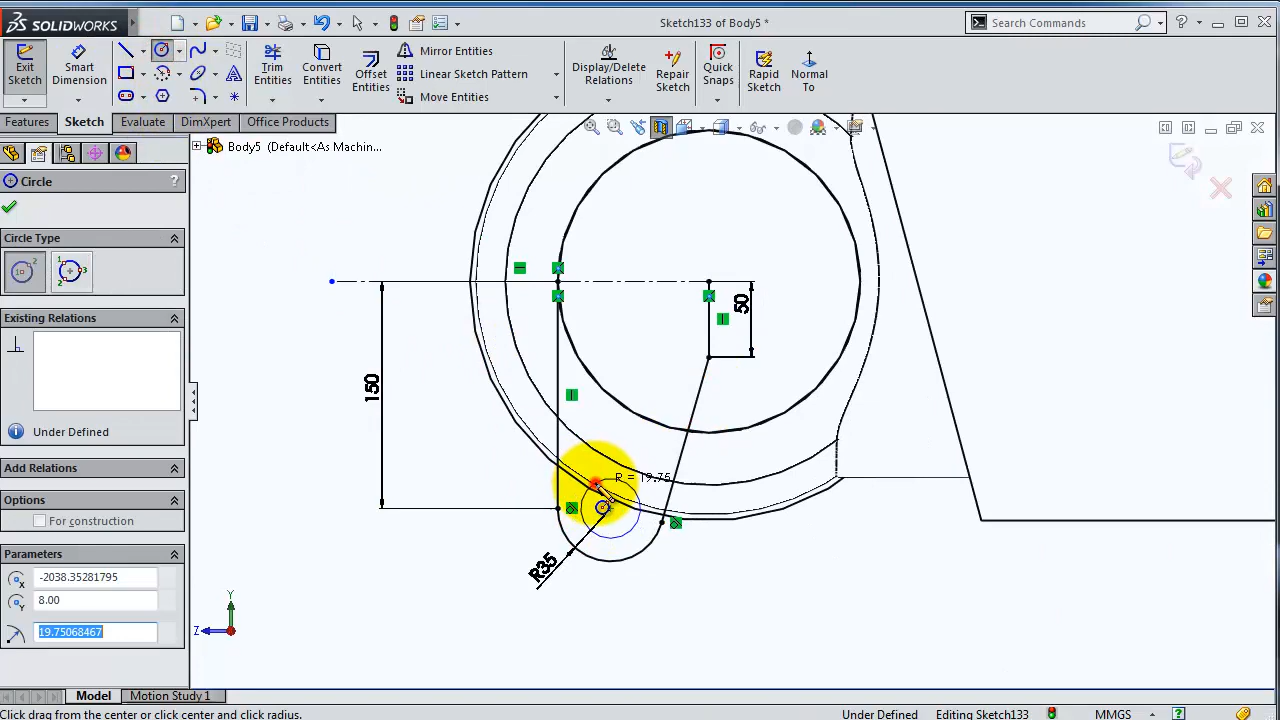 SOLIDWORKS
Sketch133 of Body5 *
Search Commands
Exit Sketch
Smart Dimension
Trim Entities
Convert Entities
Offset Entities
Mirror Entities
Linear Sketch Pattern
Move Entities
Display/Delete Relations
Repair Sketch
Quick Snaps
Rapid Sketch
Normal To
Features
Sketch
Evaluate
DimXpert
Office Products
Body5 (Default<As Machin...
Circle
?
Circle Type
Existing Relations
Under Defined
Add Relations
Options
For construction
Parameters
-2038.35281795
8.00
19.75068467
50
150
R = 19.75
R35
Y
Z
Model
Motion Study 1
Click drag from the center or click center and click radius.
Under Defined
Editing Sketch133
MMGS